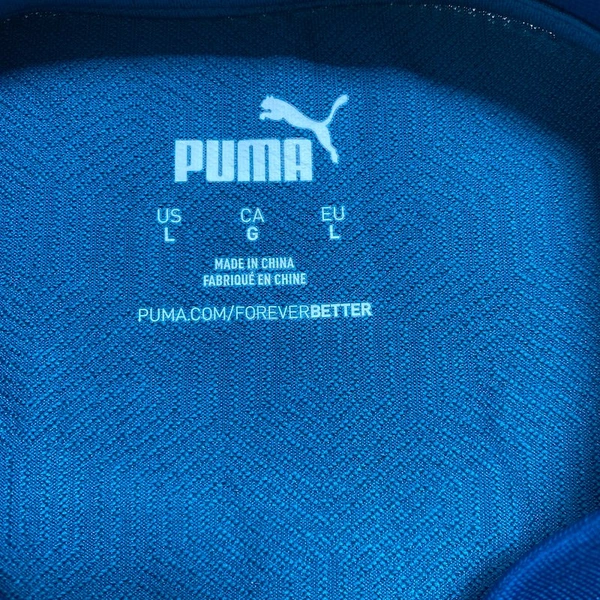 PUMA
US CA EU
L G L
MADE IN CHINA
FABRIQUÉ EN CHINE
PUMA.COM/FOREVERBETTER